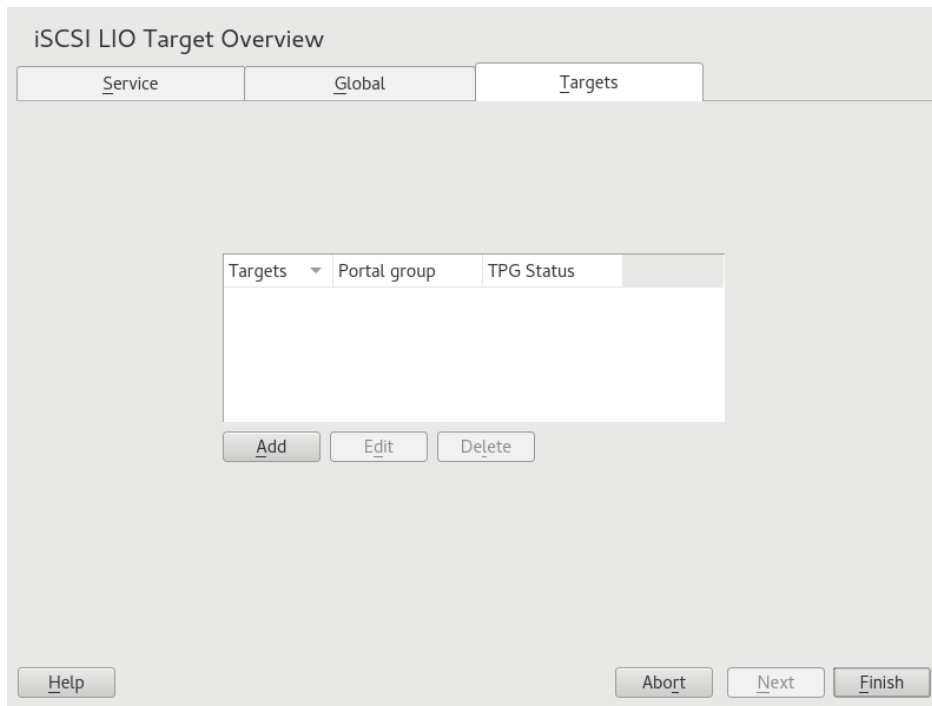 iSCSI LIO Target Overview
Service Global Targets
Targets Portal group TPG Status
Add Edit Delete
Help Abort Next Finish